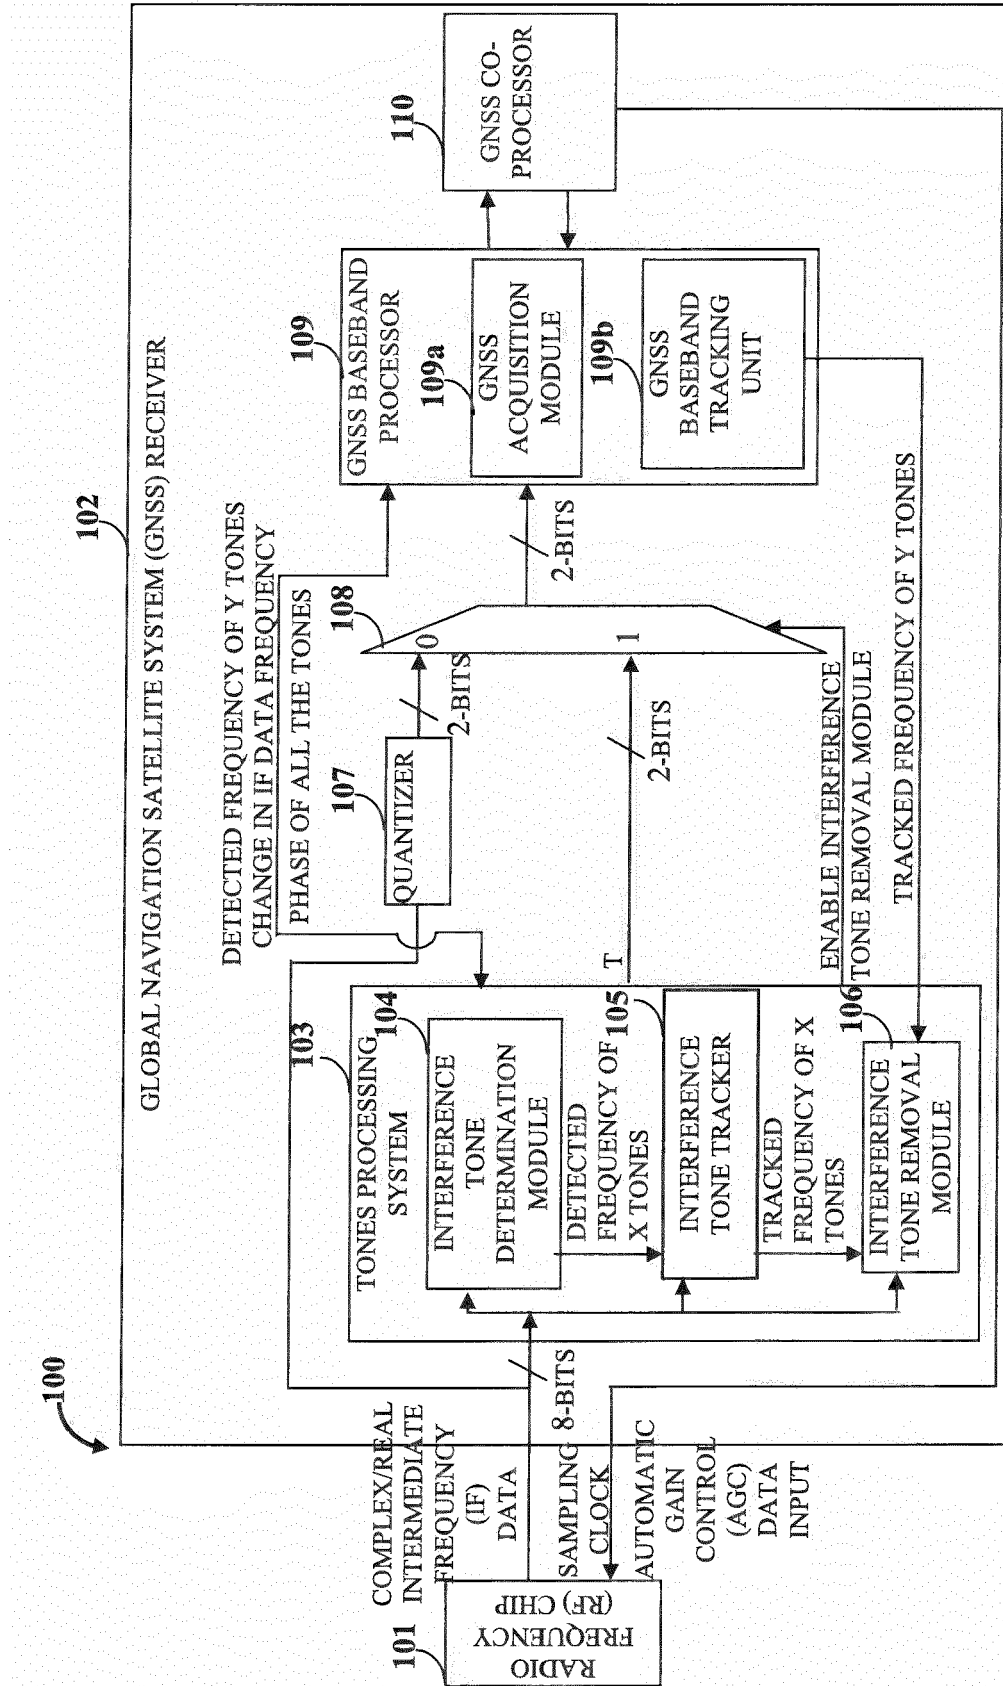 100
102
GLOBAL NAVIGATION SATELLITE SYSTEM (GNSS) RECEIVER
101
RADIO
FREQUENCY
(RF) CHIP
COMPLEX/REAL
INTERMEDIATE
FREQUENCY
(IF)
DATA
8-BITS
SAMPLING
CLOCK
AUTOMATIC
GAIN
CONTROL
(AGC)
DATA
INPUT
103
TONES PROCESSING
SYSTEM
104
INTERFERENCE
TONE
DETERMINATION
MODULE
DETECTED
FREQUENCY OF
X TONES
105
INTERFERENCE
TONE TRACKER
TRACKED
FREQUENCY OF X
TONES
106
INTERFERENCE
TONE REMOVAL
MODULE
DETECTED FREQUENCY OF Y TONES
CHANGE IN IF DATA FREQUENCY
PHASE OF ALL THE TONES
107
QUANTIZER
2-BITS
108
0
1
T
2-BITS
2-BITS
ENABLE INTERFERENCE
TONE REMOVAL MODULE
TRACKED FREQUENCY OF Y TONES
109
GNSS BASEBAND
PROCESSOR
109a
GNSS
ACQUISITION
MODULE
109b
GNSS
BASEBAND
TRACKING
UNIT
110
GNSS CO-
PROCESSOR